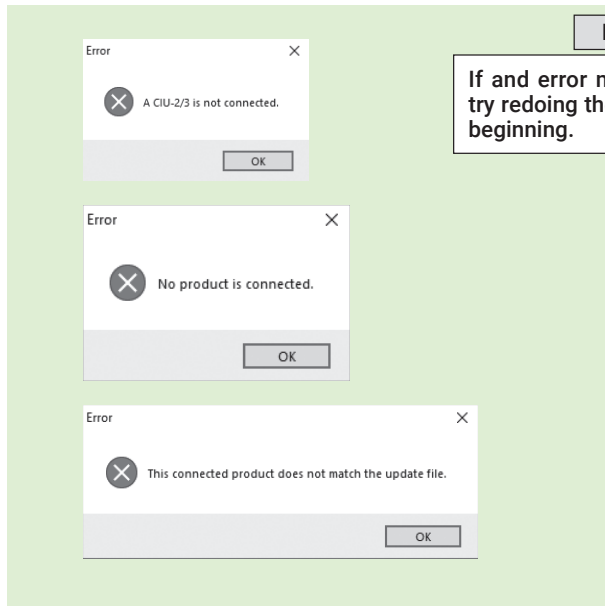 Error
A CIU-2/3 is not connected.
OK
Error
No product is connected.
OK
Error
This connected product does not match the update file.
OK
If and error
try redoing
beginning.